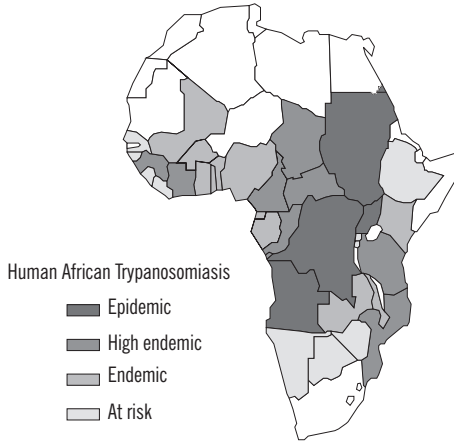 Human African Trypanosomiasis
Epidemic
High endemic
Endemic
At risk